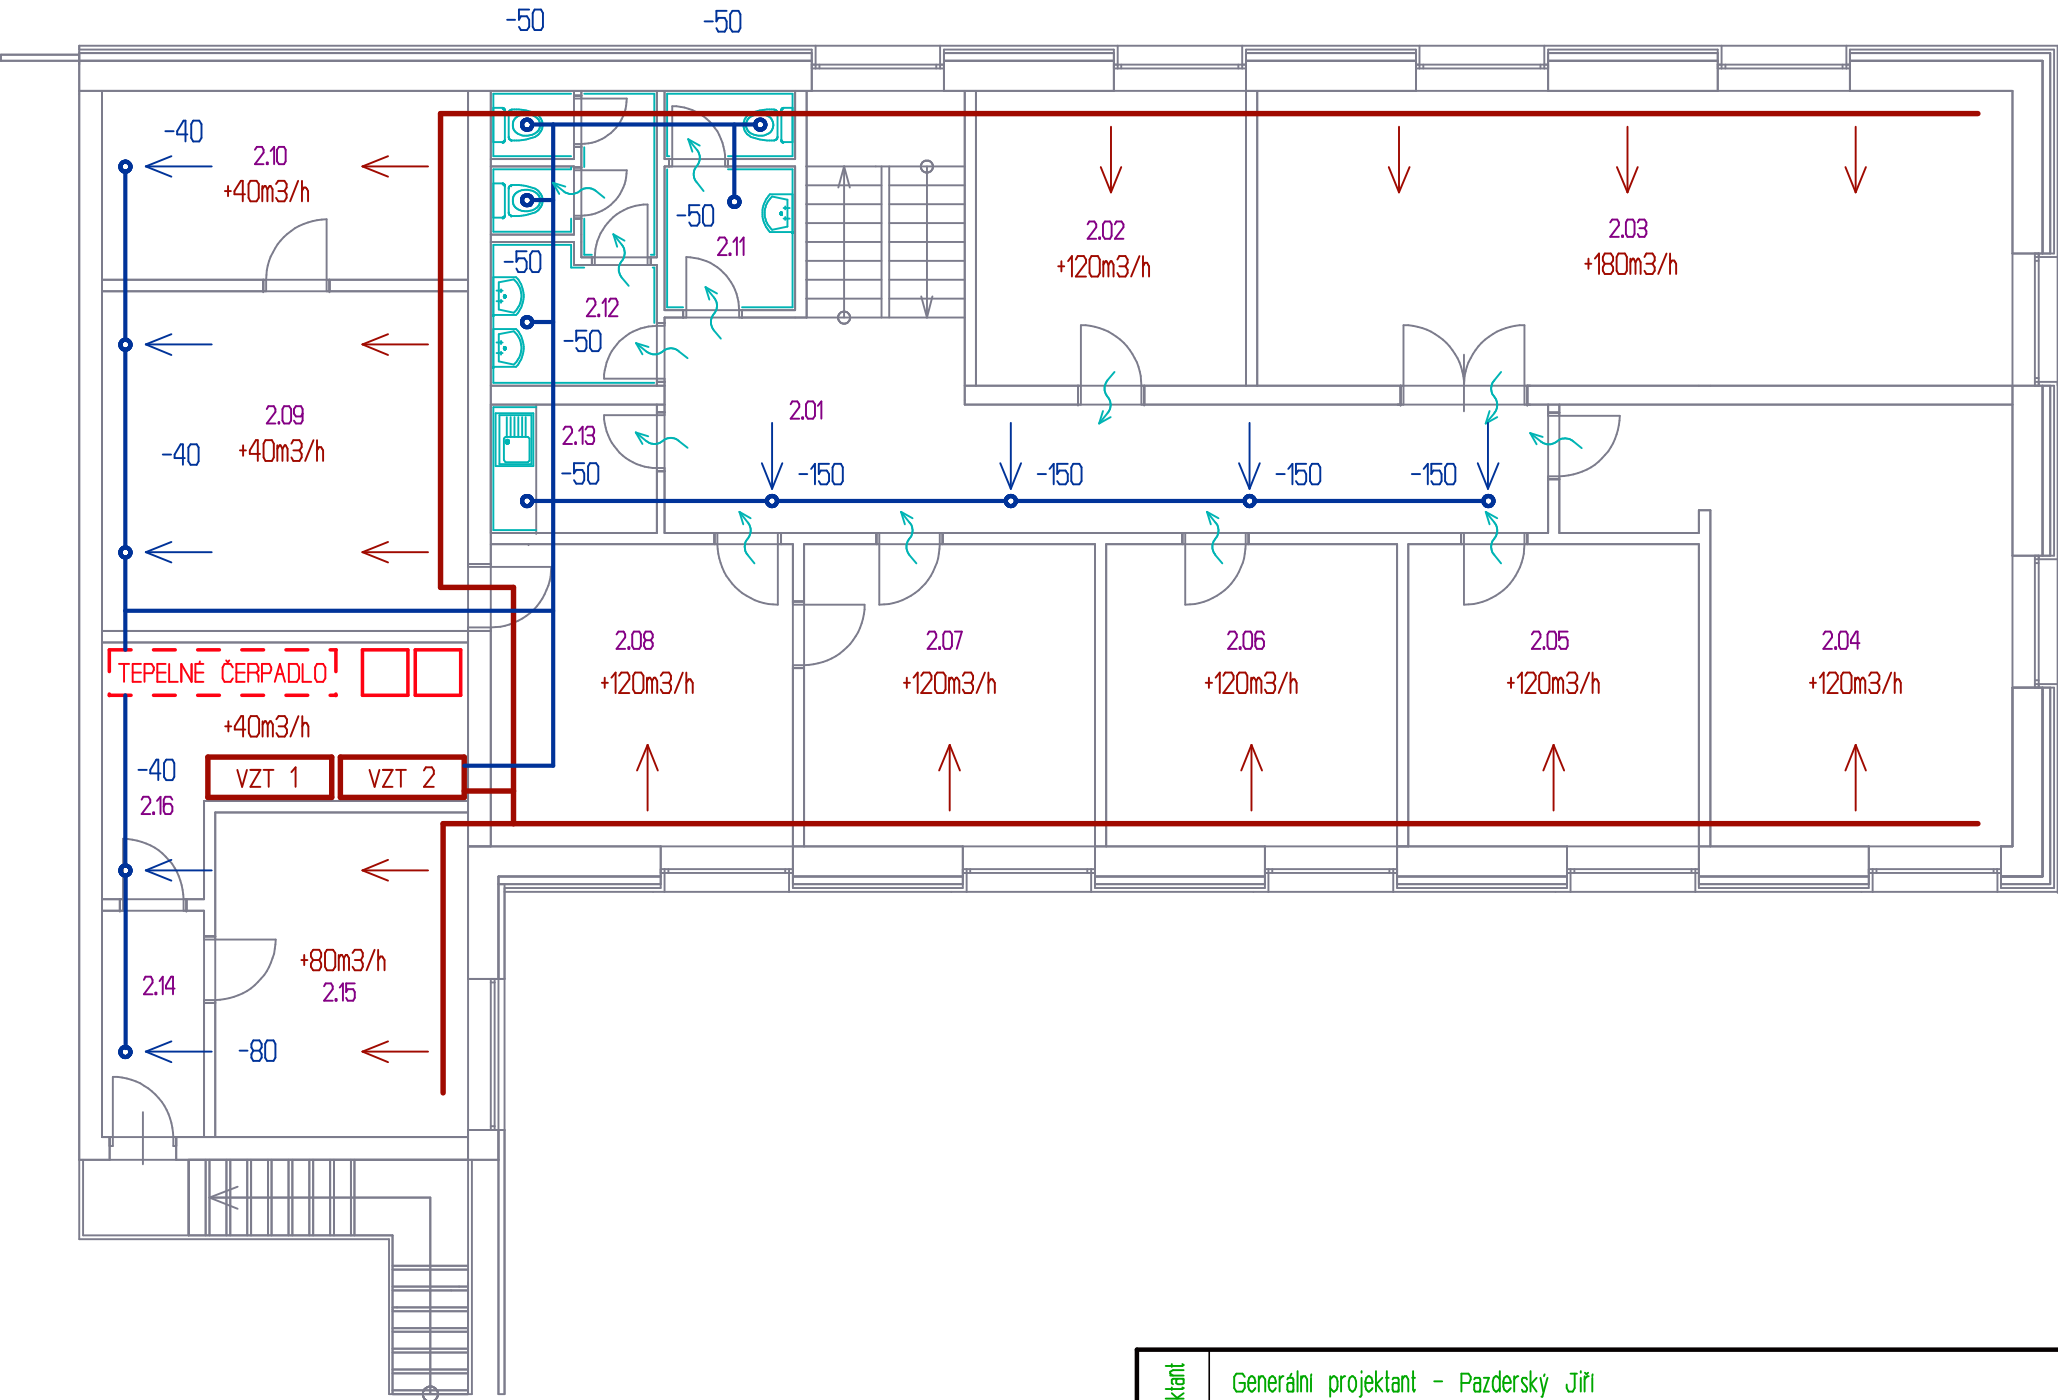 -50
-50
-40
2.10
+40m3/h
-50
2.11
-50
2.12
-50
2.02
+120m3/h
2.03
+180m3/h
2.09
+40m3/h
-40
2.13
-50
2.01
-150
-150
-150
-150
TEPELNÉ ČERPADLO
+40m3/h
-40
2.16
VZT 1
VZT 2
2.08
+120m3/h
2.07
+120m3/h
2.06
+120m3/h
2.05
+120m3/h
2.04
+120m3/h
2.14
+80m3/h
2.15
-80
ktant
Generální projektant - Pazderský Jiří